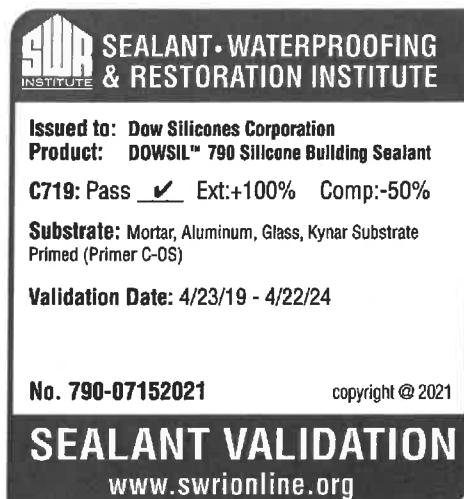 SWR
INSTITUTE
SEALANT • WATERPROOFING
& RESTORATION INSTITUTE
Issued to: Dow Silicones Corporation
Product: DOWSIL™ 790 Silicone Building Sealant
C719: Pass ✔ Ext:+100% Comp:-50%
Substrate: Mortar, Aluminum, Glass, Kynar Substrate
Primed (Primer C-OS)
Validation Date: 4/23/19 - 4/22/24
No. 790-07152021 copyright @ 2021
SEALANT VALIDATION
www.swrionline.org